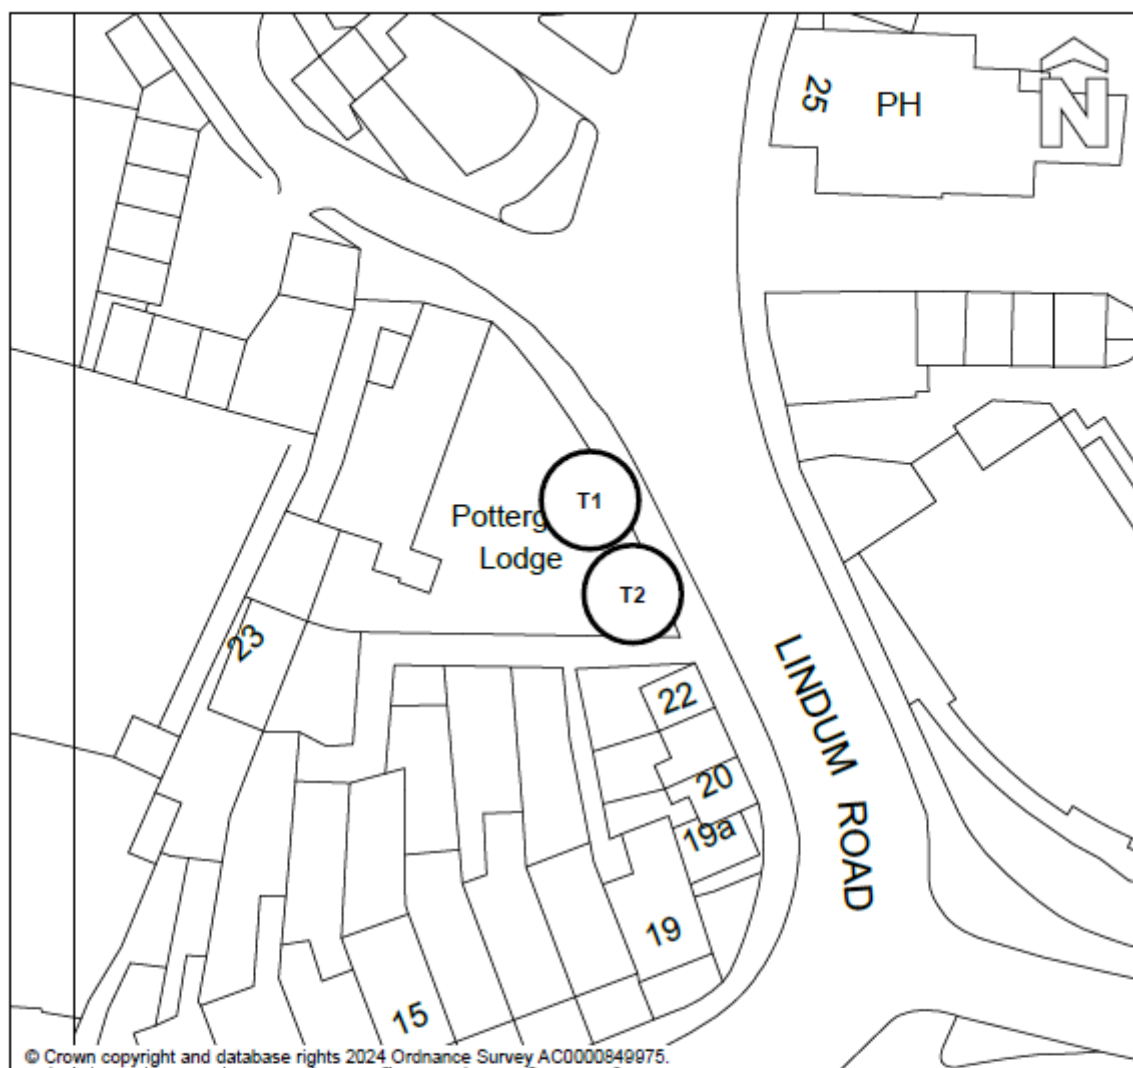 25
PH
N
T1
Potterg
Lodge
T2
23
22
LINDUM ROAD
20
19a
19
15
© Crown copyright and database rights 2024 Ordnance Survey AC0000849975.